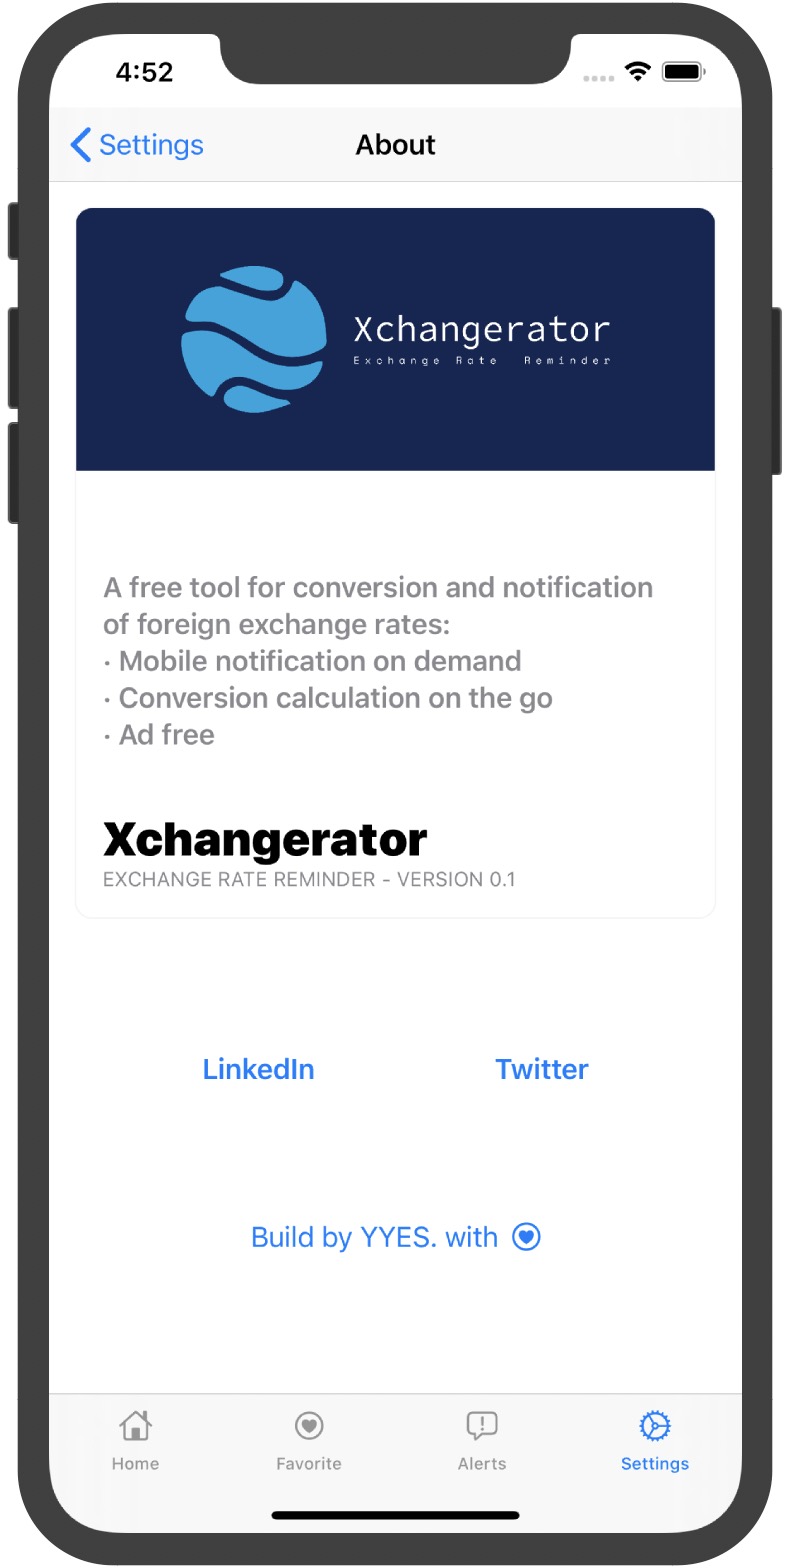 4:52
Settings
About
Xchangerator
Exchange Rate Reminder
A free tool for conversion and notification
of foreign exchange rates:
· Mobile notification on demand
· Conversion calculation on the go
· Ad free
Xchangerator
EXCHANGE RATE REMINDER - VERSION 0.1
LinkedIn
Twitter
Build by YYES. with
Home
Favorite
Alerts
Settings